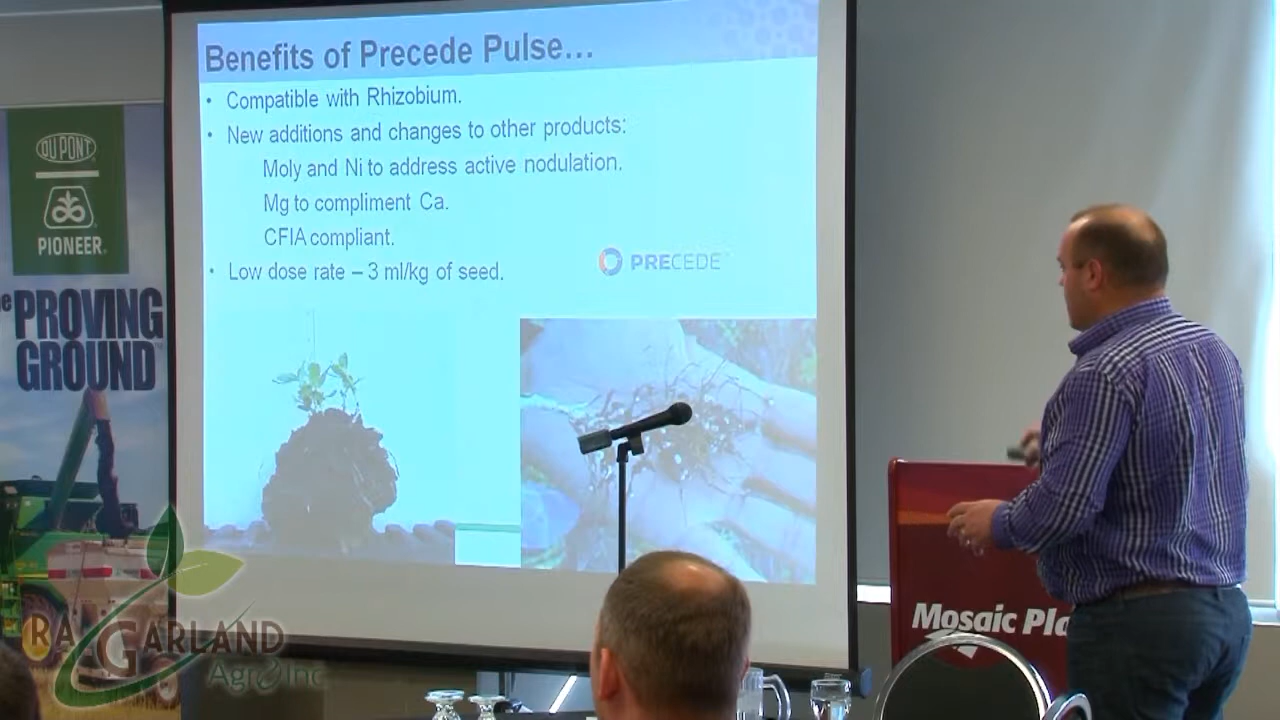 Benefits of Precede Pulse…
• Compatible with Rhizobium.
• New additions and changes to other products:
Moly and Ni to address active nodulation.
Mg to compliment Ca.
CFIA compliant.
• Low dose rate – 3 ml/kg of seed.
PRECEDE
DUPONT
PIONEER
PROVING
GROUND
Mosaic
RA GARLAND
Agro Inc